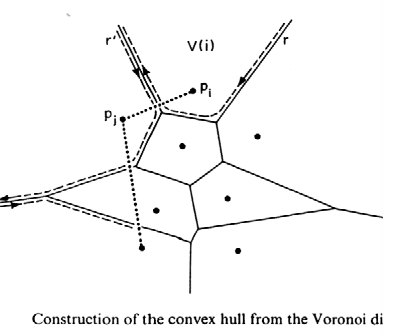 r'
V(i)
r
pi
pj
Construction of the convex hull from the Voronoi di